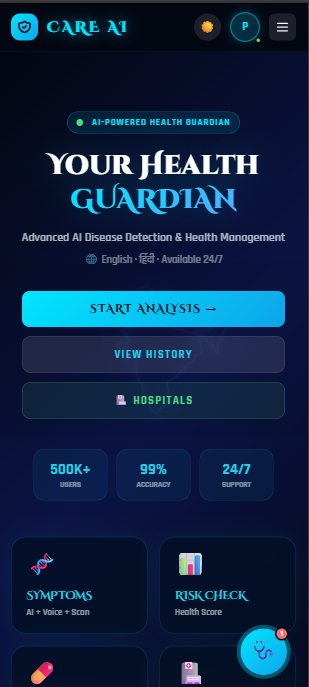 CARE AI
P
AI-POWERED HEALTH GUARDIAN
YOUR HEALTH
GUARDIAN
Advanced AI Disease Detection & Health Management
English · हिंदी · Available 24/7
START ANALYSIS →
VIEW HISTORY
HOSPITALS
500K+ 99% 24/7
USERS ACCURACY SUPPORT
SYMPTOMS RISK CHECK
AI + Voice + Scan Health Score
1